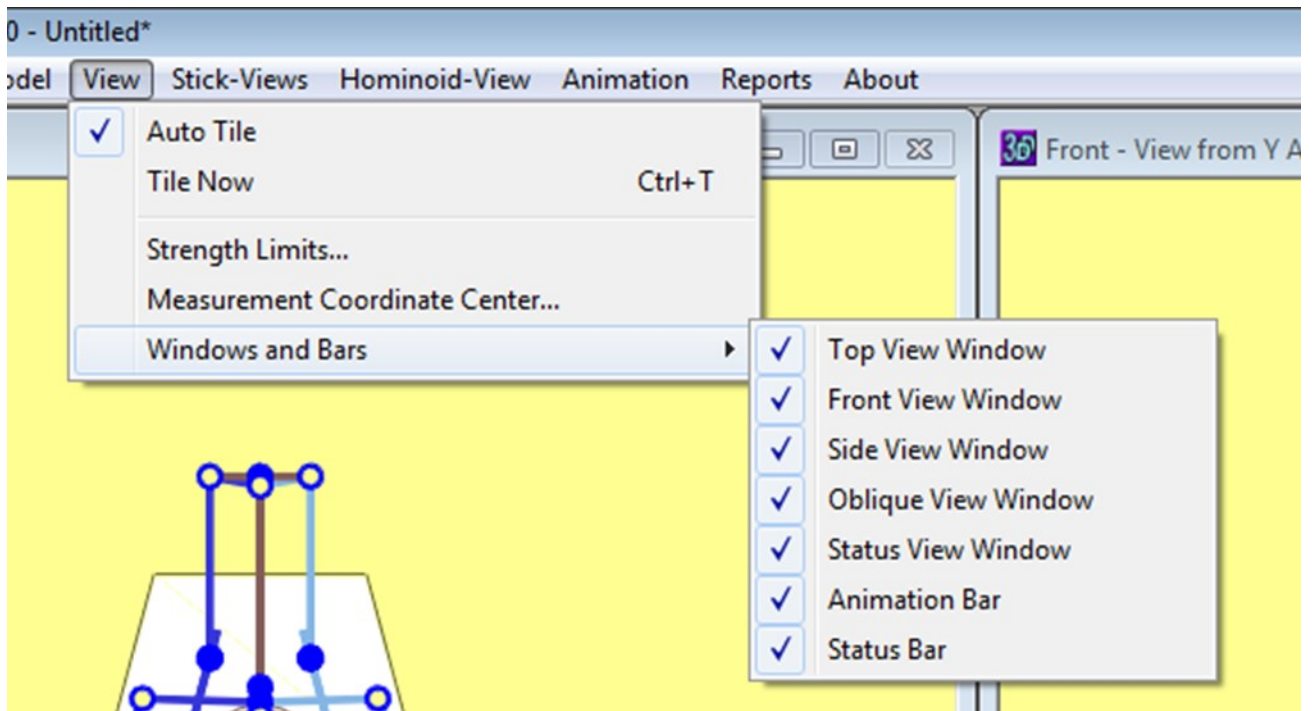 0 - Untitled*
odel View Stick-Views Hominoid-View Animation Reports About
Auto Tile
Tile Now Ctrl+T
Strength Limits...
Measurement Coordinate Center...
Windows and Bars
3D Front - View from Y A
Top View Window
Front View Window
Side View Window
Oblique View Window
Status View Window
Animation Bar
Status Bar